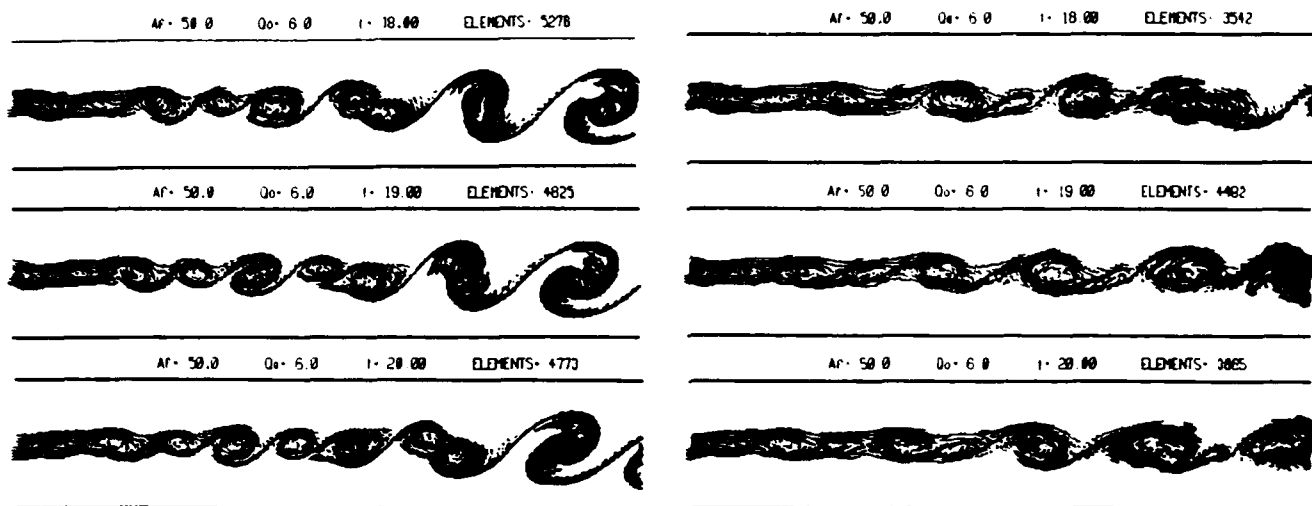 Af- 50 0 Qo- 6.0 t- 18.00 ELEMENTS- 5278
Af- 50.0 Qo- 6.0 t- 19.00 ELEMENTS- 4825
Af- 50.0 Qo- 6.0 t- 20 00 ELEMENTS- 4773
Af- 50.0 Qo- 6 0 t- 18.00 ELEMENTS- 3542
Af- 50 0 Qo- 6 0 t- 19 00 ELEMENTS- 4482
Af- 50 0 Qo- 6 0 t- 20.00 ELEMENTS-